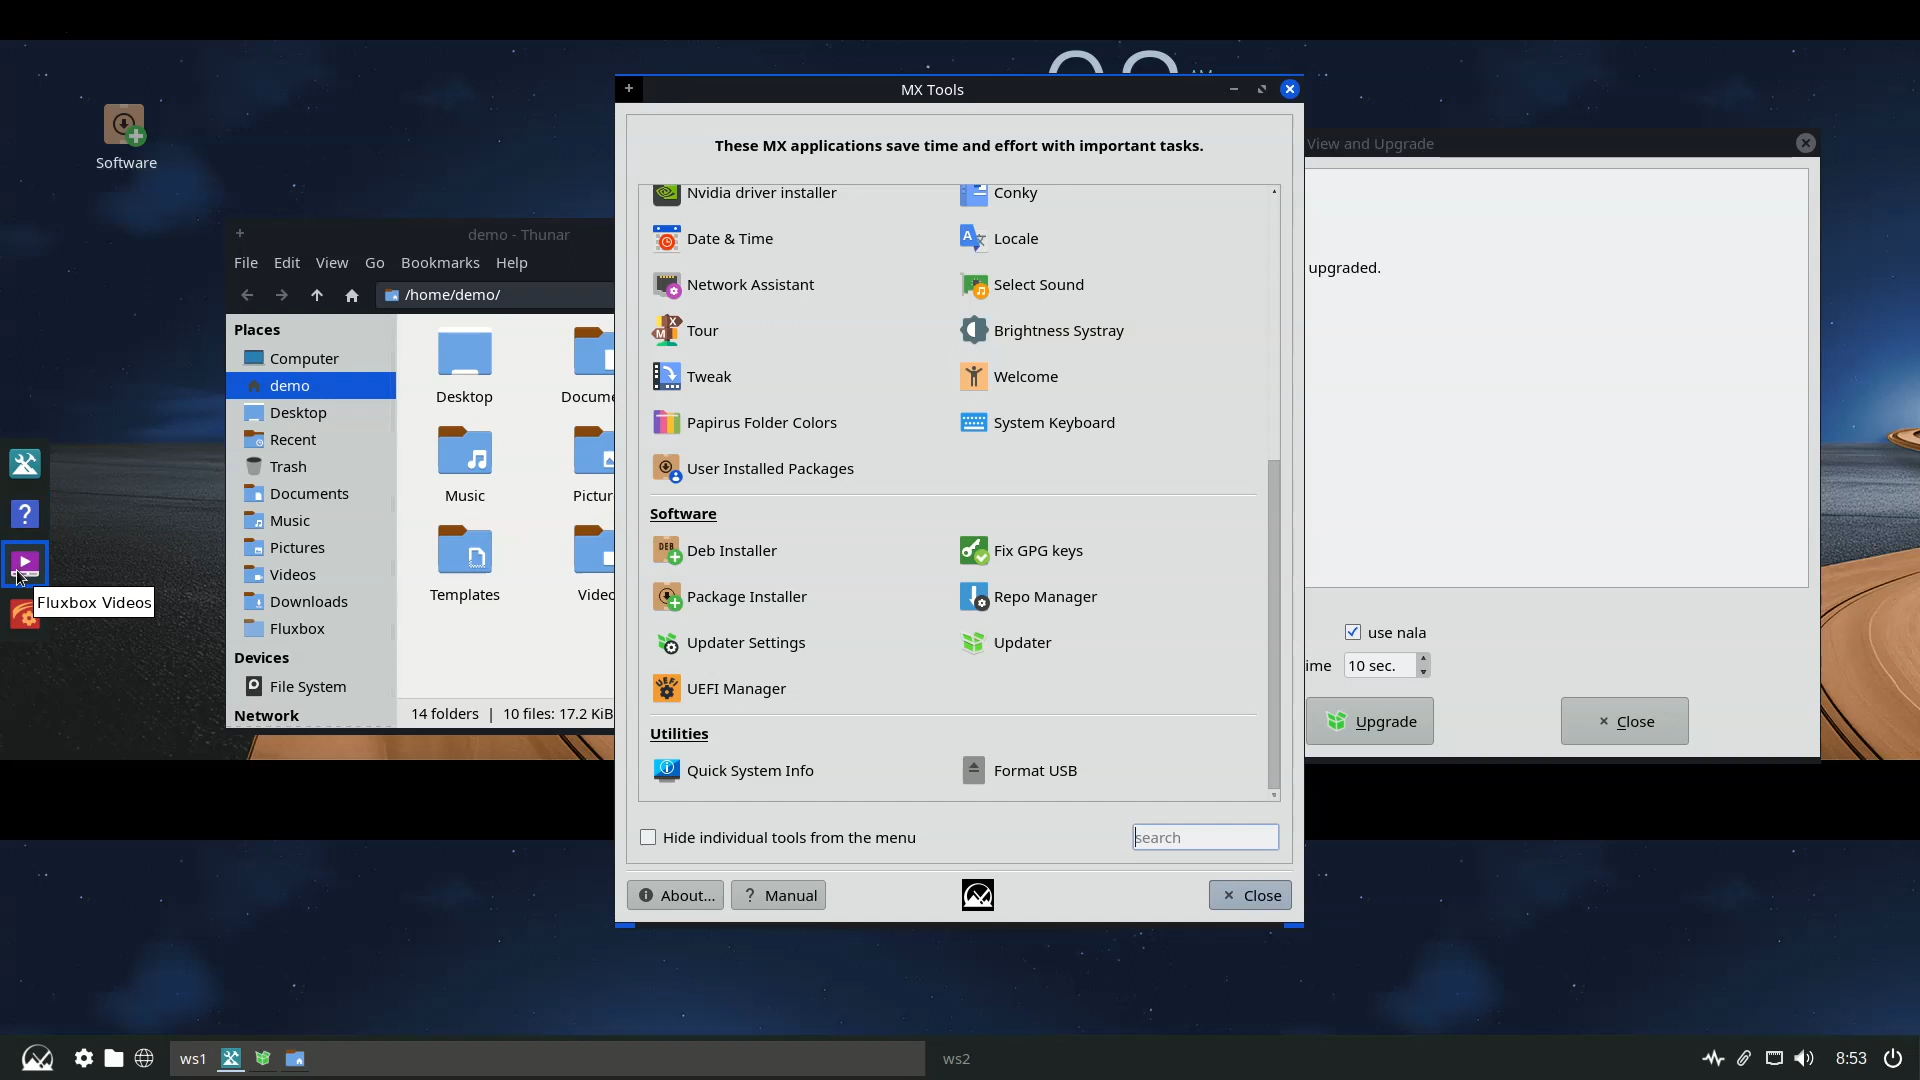 Software
AM
MX Tools
These MX applications save time and effort with important tasks.
Nvidia driver installer
Conky
Date & Time
Locale
Network Assistant
Select Sound
Tour
Brightness Systray
Tweak
Welcome
Papirus Folder Colors
System Keyboard
User Installed Packages
Software
Deb Installer
Fix GPG keys
Package Installer
Repo Manager
Updater Settings
Updater
UEFI Manager
Utilities
Quick System Info
Format USB
Hide individual tools from the menu
search
About...
? Manual
Close
View and Upgrade
upgraded.
use nala
ime
10 sec.
Upgrade
Close
demo - Thunar
File Edit View Go Bookmarks Help
/home/demo/
Places
Computer
demo
Desktop
Recent
Trash
Documents
Music
Pictures
Videos
Downloads
Fluxbox
Devices
File System
Network
Desktop
Docume
Music
Pictur
Templates
Videc
14 folders | 10 files: 17.2 KiB
?
Fluxbox Videos
ws1
ws2
8:53